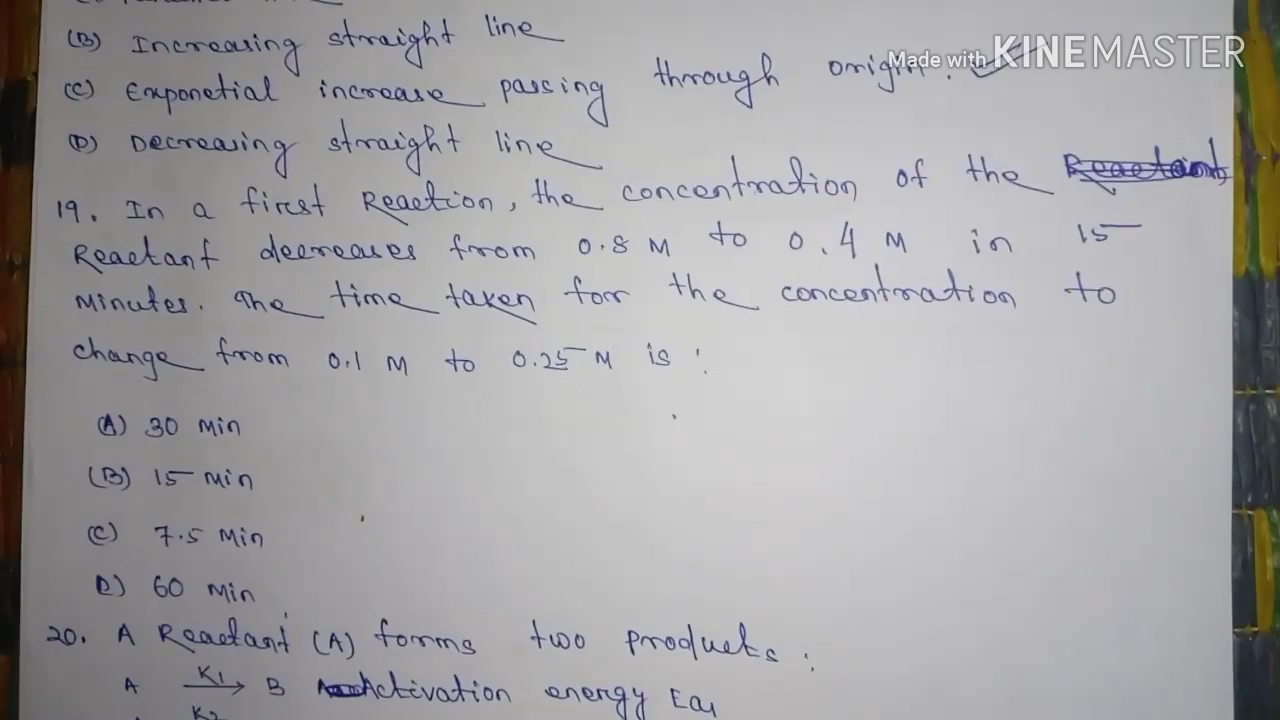 (B) Increasing straight line
Made with KINEMASTER
(C) Exponetial increase passing through origin.
(D) Decreasing straight line
19. In a first Reaction, the concentration of the
Reactant decreases from 0.8 M to 0.4 M in 15
Minutes. The time taken for the concentration to
change from 0.1 M to 0.25 M is :
(A) 30 Min
(B) 15 Min
(C) 7.5 Min
(D) 60 Min
20. A Reactant (A) forms two products :
A K1 → B Activation energy Ea1
K2